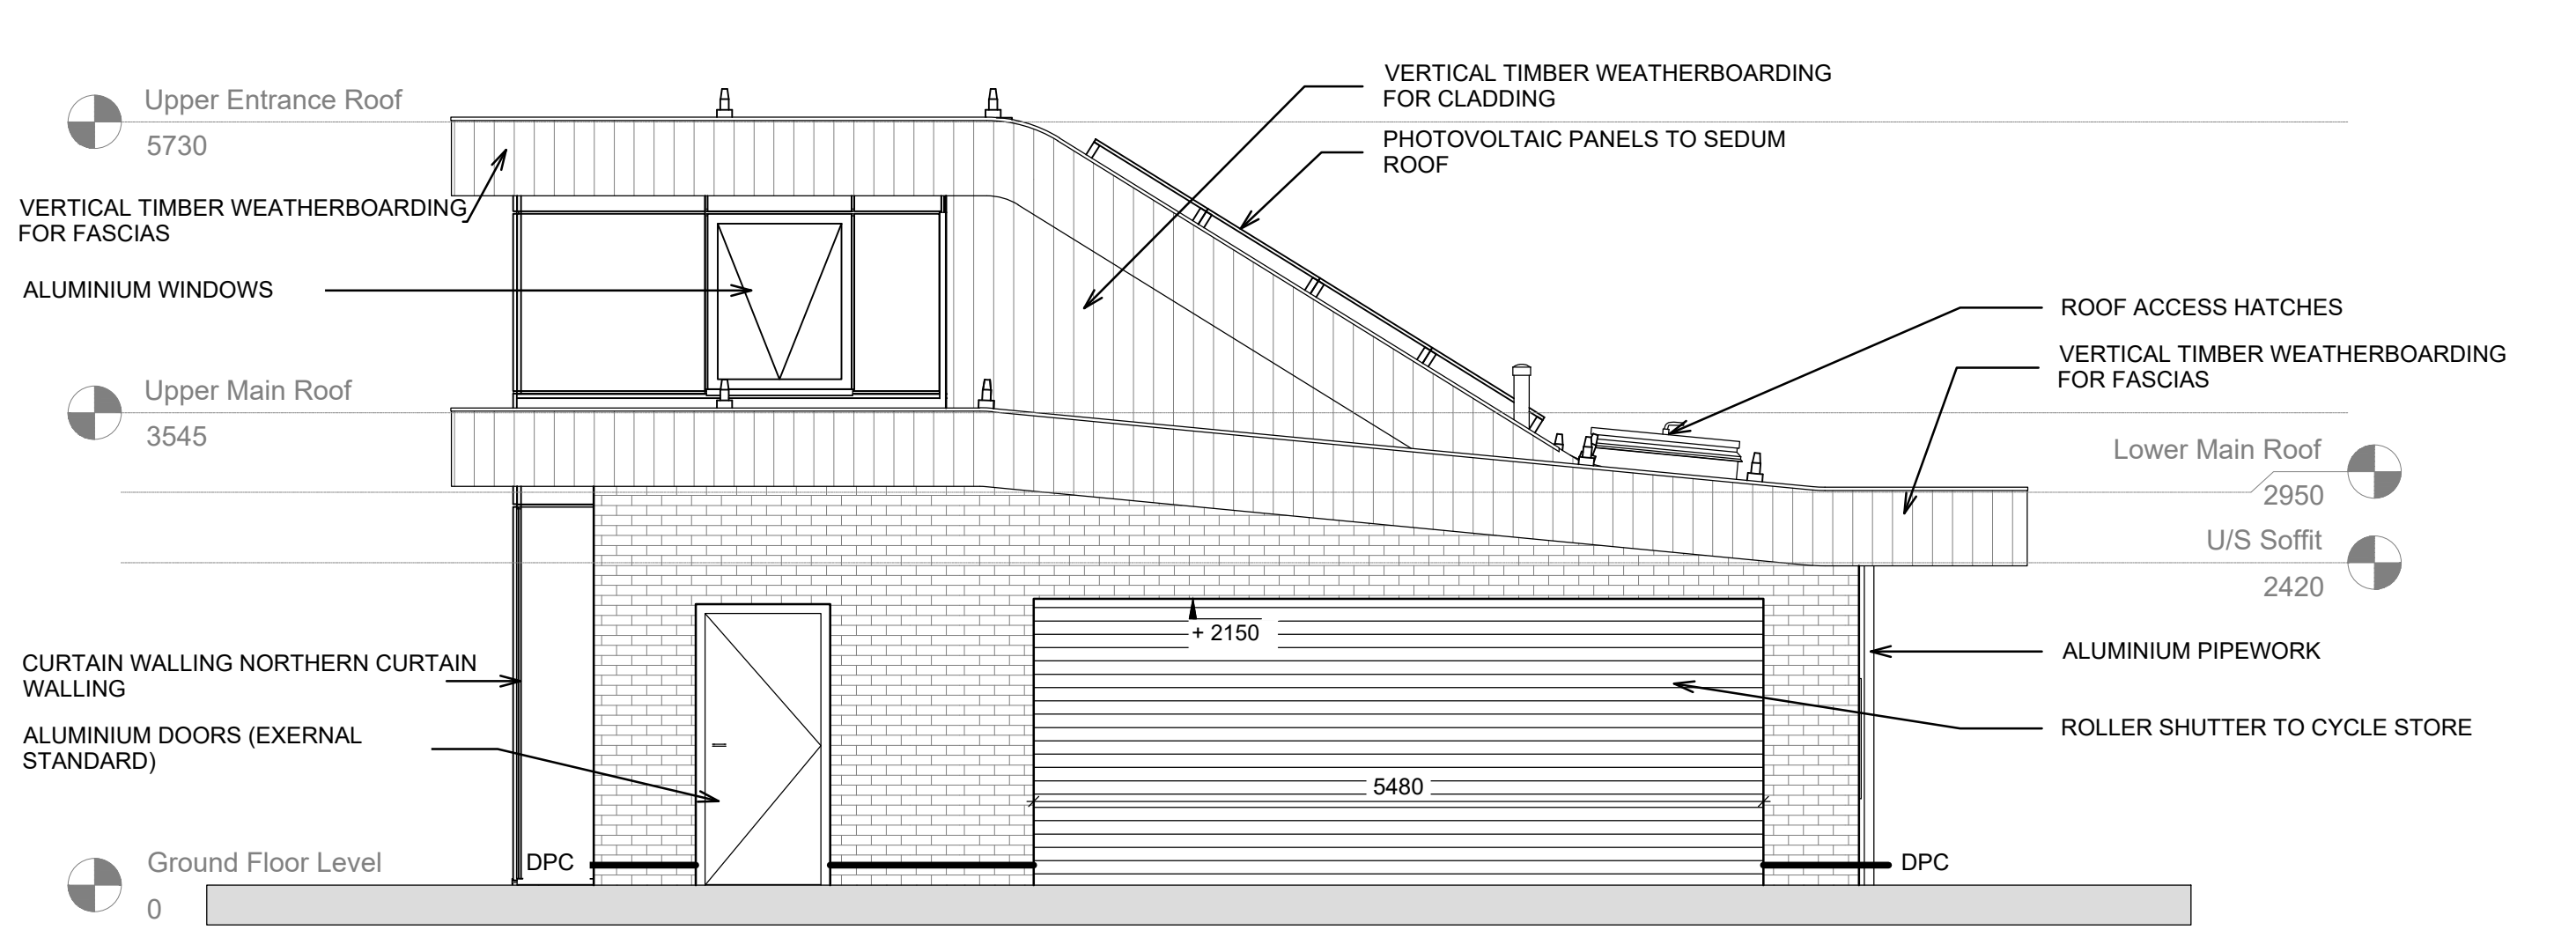 Upper Entrance Roof
5730
VERTICAL TIMBER WEATHERBOARDING
FOR FASCIAS
ALUMINIUM WINDOWS
Upper Main Roof
3545
CURTAIN WALLING NORTHERN CURTAIN
WALLING
ALUMINIUM DOORS (EXERNAL
STANDARD)
Ground Floor Level
0
DPC
VERTICAL TIMBER WEATHERBOARDING
FOR CLADDING
PHOTOVOLTAIC PANELS TO SEDUM
ROOF
+ 2150
5480
ROOF ACCESS HATCHES
VERTICAL TIMBER WEATHERBOARDING
FOR FASCIAS
Lower Main Roof
2950
U/S Soffit
2420
ALUMINIUM PIPEWORK
ROLLER SHUTTER TO CYCLE STORE
DPC